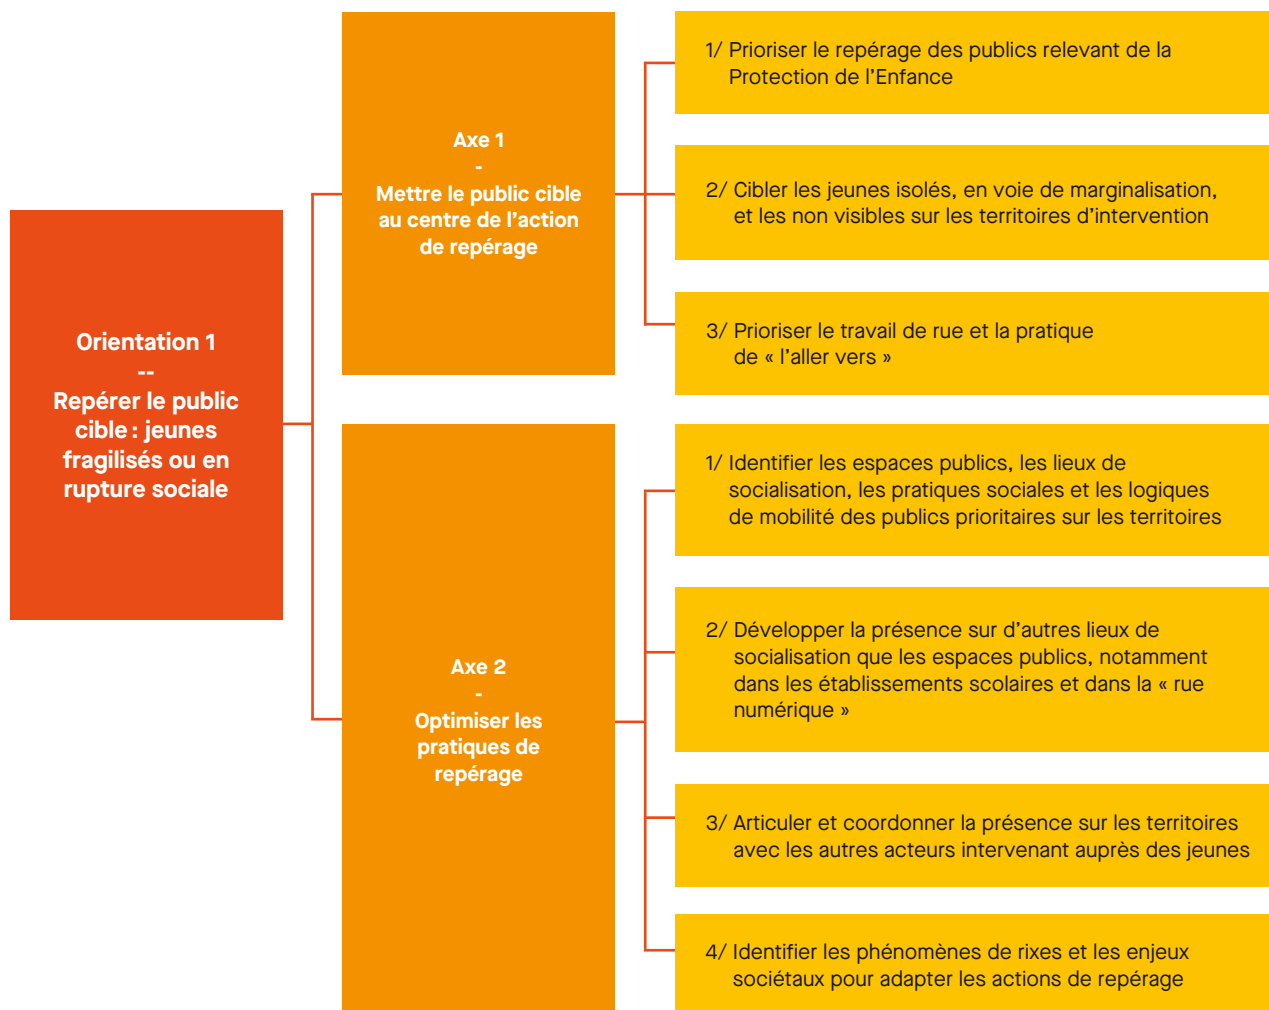 Orientation 1
--
Repérer le public
cible : jeunes
fragilisés ou en
rupture sociale
Axe 1
-
Mettre le public cible
au centre de l’action
de repérage
1/ Prioriser le repérage des publics relevant de la
Protection de l’Enfance
2/ Cibler les jeunes isolés, en voie de marginalisation,
et les non visibles sur les territoires d’intervention
3/ Prioriser le travail de rue et la pratique
de « l’aller vers »
Axe 2
-
Optimiser les
pratiques de
repérage
1/ Identifier les espaces publics, les lieux de
socialisation, les pratiques sociales et les logiques
de mobilité des publics prioritaires sur les territoires
2/ Développer la présence sur d’autres lieux de
socialisation que les espaces publics, notamment
dans les établissements scolaires et dans la « rue
numérique »
3/ Articuler et coordonner la présence sur les territoires
avec les autres acteurs intervenant auprès des jeunes
4/ Identifier les phénomènes de rixes et les enjeux
sociétaux pour adapter les actions de repérage